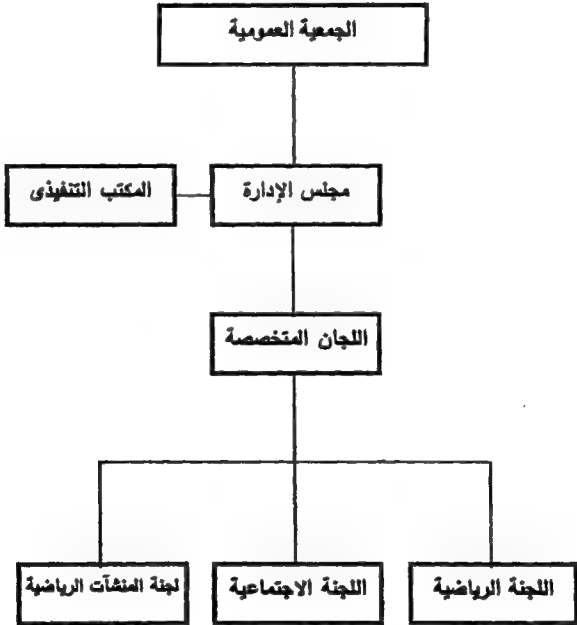 الجمعية العمومية
مجلس الإدارة
المكتب التنفيذى
اللجان المتخصصة
اللجنة الرياضية
اللجنة الاجتماعية
لجنة المنشآت الرياضية